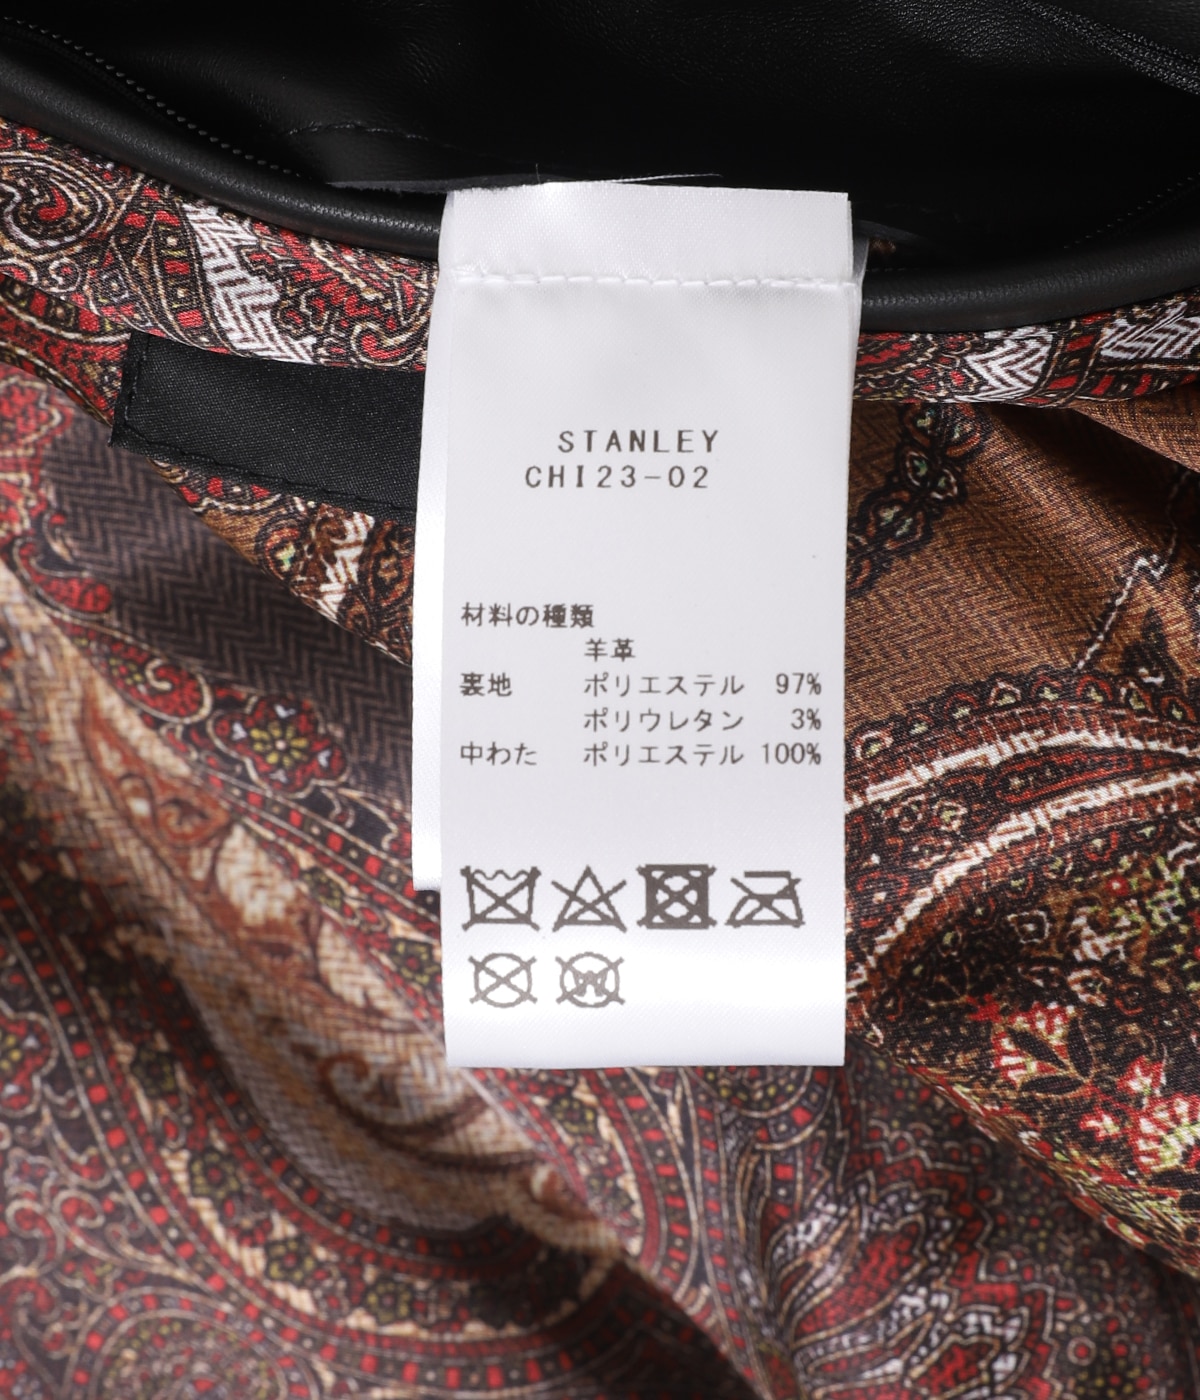 STANLEY
CHI23-02
材料の種類
羊革
裏地 ポリエステル 97%
ポリウレタン 3%
中わた ポリエステル 100%